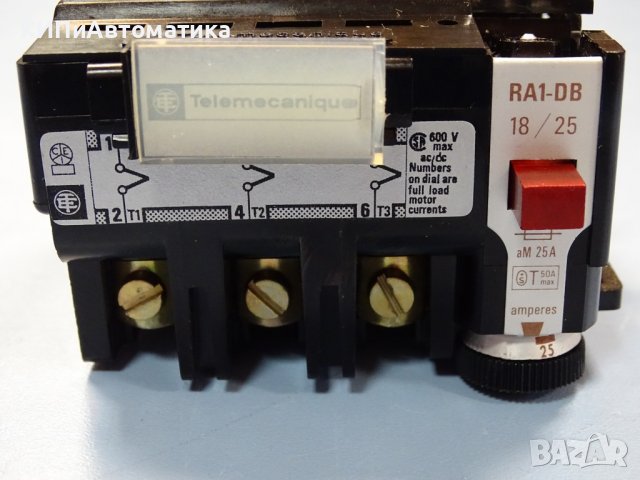 ХИПиАвтоматика
Telemecanique
RA1-DB
18 / 25
600 V
max
ac/dc
Numbers
on dial are
full load
motor
currents
1
2 T1 4 T2 6 T3
aM 25A
T 50A
max
amperes
25
BAZAR